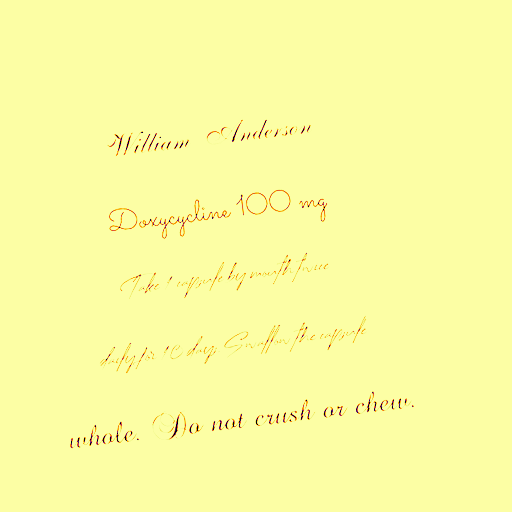 William Anderson
Doxycycline 100 mg
Take 1 capsule by mouth twice
daily for 10 days. Swallow the capsule
whole. Do not crush or chew.